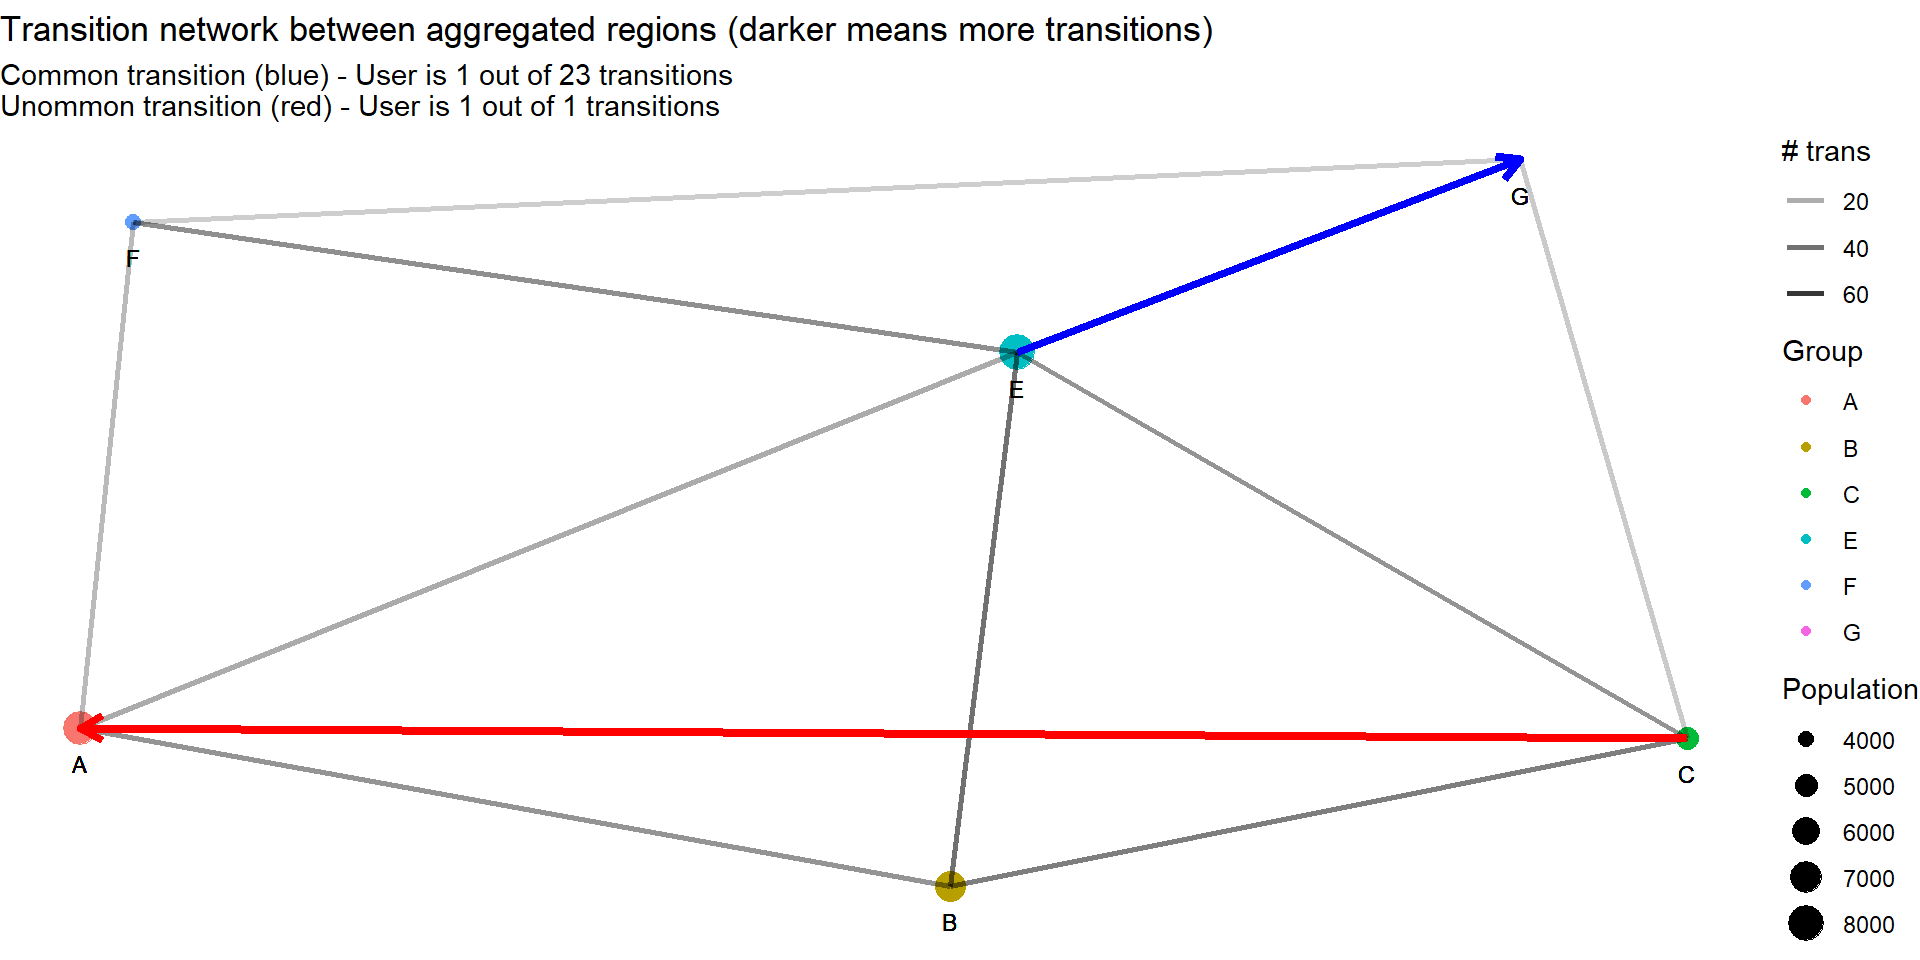 Transition network between aggregated regions (darker means more transitions)
Common transition (blue) - User is 1 out of 23 transitions
Unommon transition (red) - User is 1 out of 1 transitions
G
F
E
A
C
B
# trans
20
40
60
Group
A
B
C
E
F
G
Population
4000
5000
6000
7000
8000